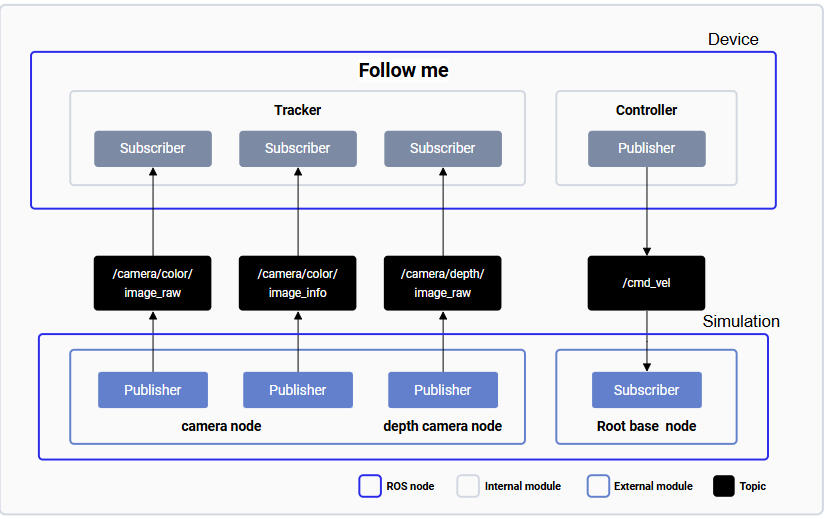 Device
Follow me
Tracker
Controller
Subscriber
Subscriber
Subscriber
Publisher
/camera/color/
image_raw
/camera/color/
image_info
/camera/depth/
image_raw
/cmd_vel
Simulation
Publisher
Publisher
Publisher
Subscriber
camera node
depth camera node
Root base node
ROS node
Internal module
External module
Topic